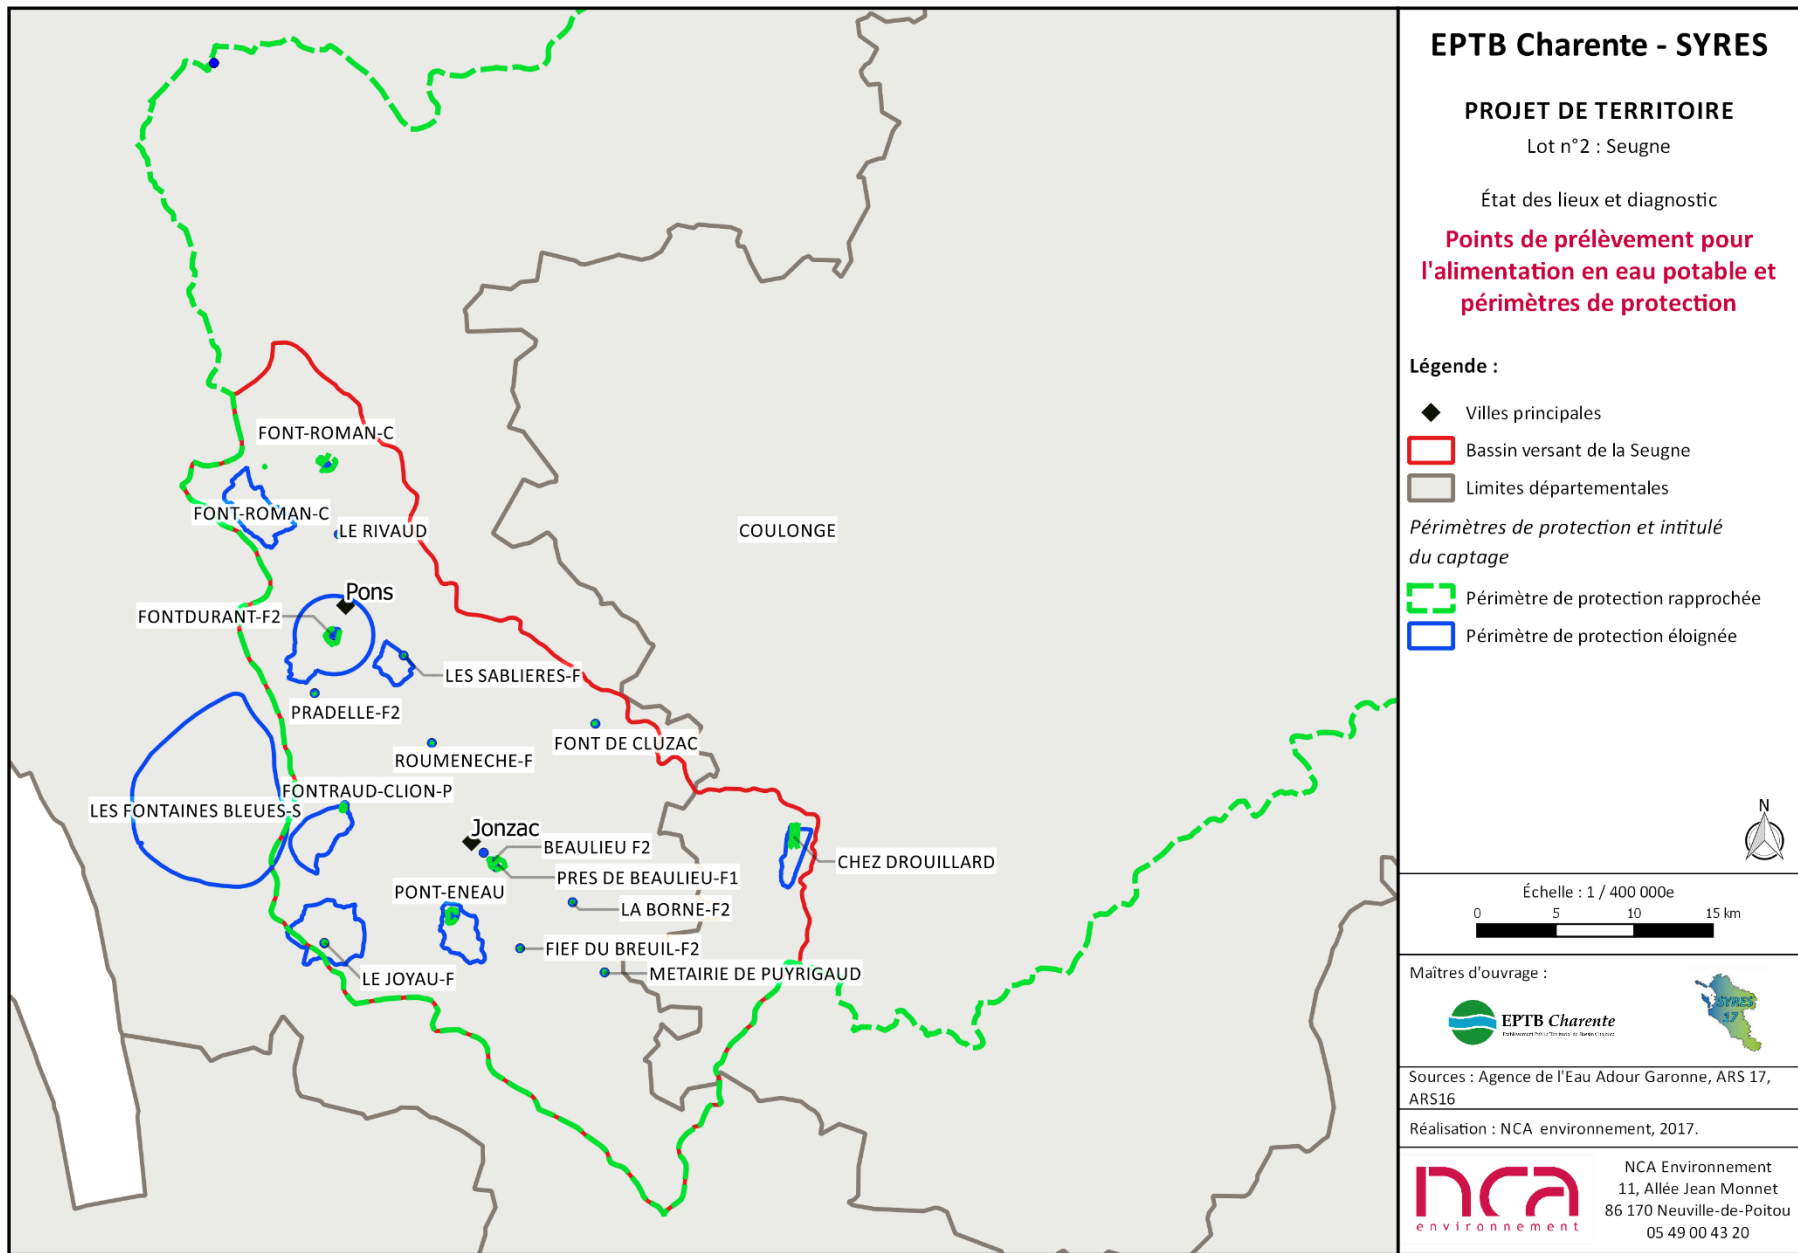 FONT-ROMAN-C
FONT-ROMAN-C
LE RIVAUD
COULONGE
Pons
FONTDURANT-F2
LES SABLIERES-F
PRADELLE-F2
FONT DE CLUZAC
ROUMENECHE-F
FONTRAUD-CLION-P
LES FONTAINES BLEUES-S
Jonzac
BEAULIEU F2
CHEZ DROUILLARD
PRES DE BEAULIEU-F1
PONT-ENEAU
LA BORNE-F2
FIEF DU BREUIL-F2
LE JOYAU-F
METAIRIE DE PUYRIGAUD
EPTB Charente - SYRES
PROJET DE TERRITOIRE
Lot n°2 : Seugne
État des lieux et diagnostic
Points de prélèvement pour
l'alimentation en eau potable et
périmètres de protection
Légende :
Villes principales
Bassin versant de la Seugne
Limites départementales
Périmètres de protection et intitulé
du captage
Périmètre de protection rapprochée
Périmètre de protection éloignée
N
Échelle : 1 / 400 000e
0 5 10 15 km
Maîtres d'ouvrage :
EPTB Charente
SYRES
17
Sources : Agence de l'Eau Adour Garonne, ARS 17,
ARS16
Réalisation : NCA environnement, 2017.
nca
environnement
NCA Environnement
11, Allée Jean Monnet
86 170 Neuville-de-Poitou
05 49 00 43 20